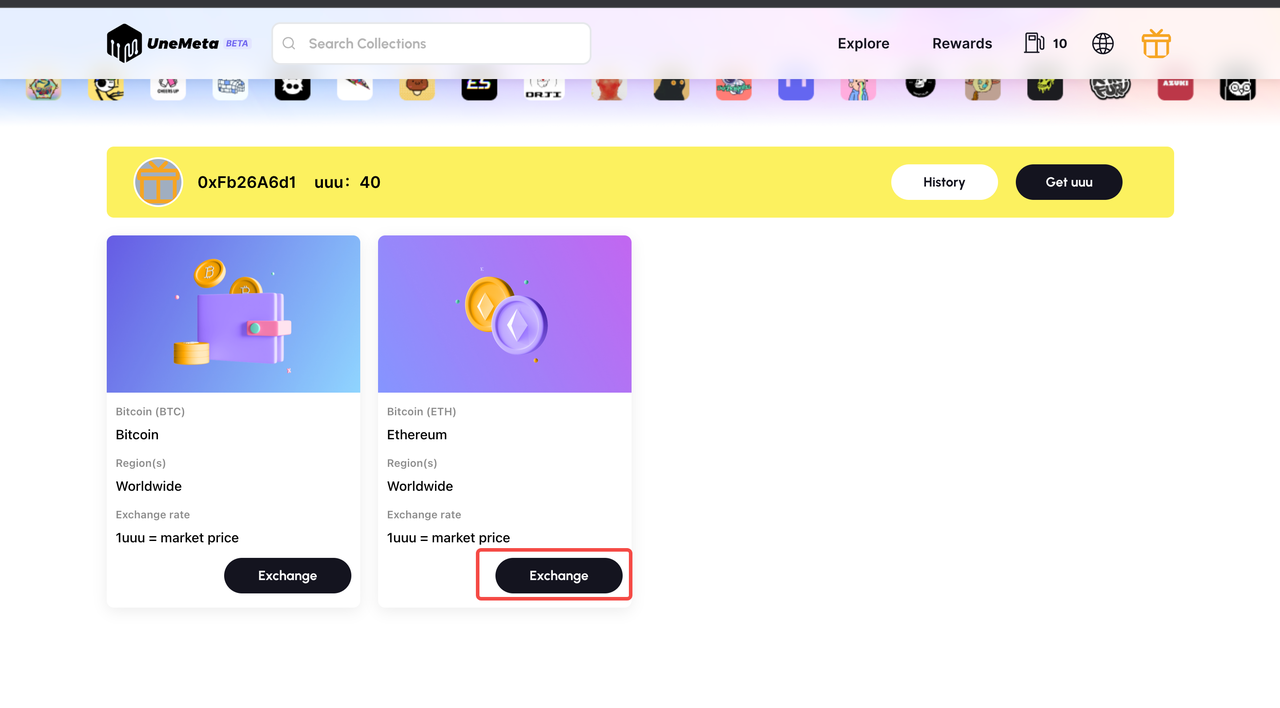 UneMeta BETA
Search Collections
Explore
Rewards
10
CHEERS UP
ES
ORJI
AZUKI
0xFb26A6d1 uuu: 40
History
Get uuu
Bitcoin (BTC)
Bitcoin
Region(s)
Worldwide
Exchange rate
1uuu = market price
Exchange
Bitcoin (ETH)
Ethereum
Region(s)
Worldwide
Exchange rate
1uuu = market price
Exchange